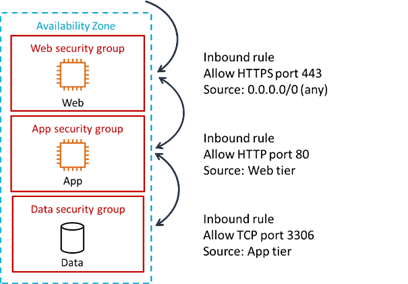 Availability Zone
Web security group
Web
Inbound rule
Allow HTTPS port 443
Source: 0.0.0.0/0 (any)
App security group
App
Inbound rule
Allow HTTP port 80
Source: Web tier
Data security group
Data
Inbound rule
Allow TCP port 3306
Source: App tier